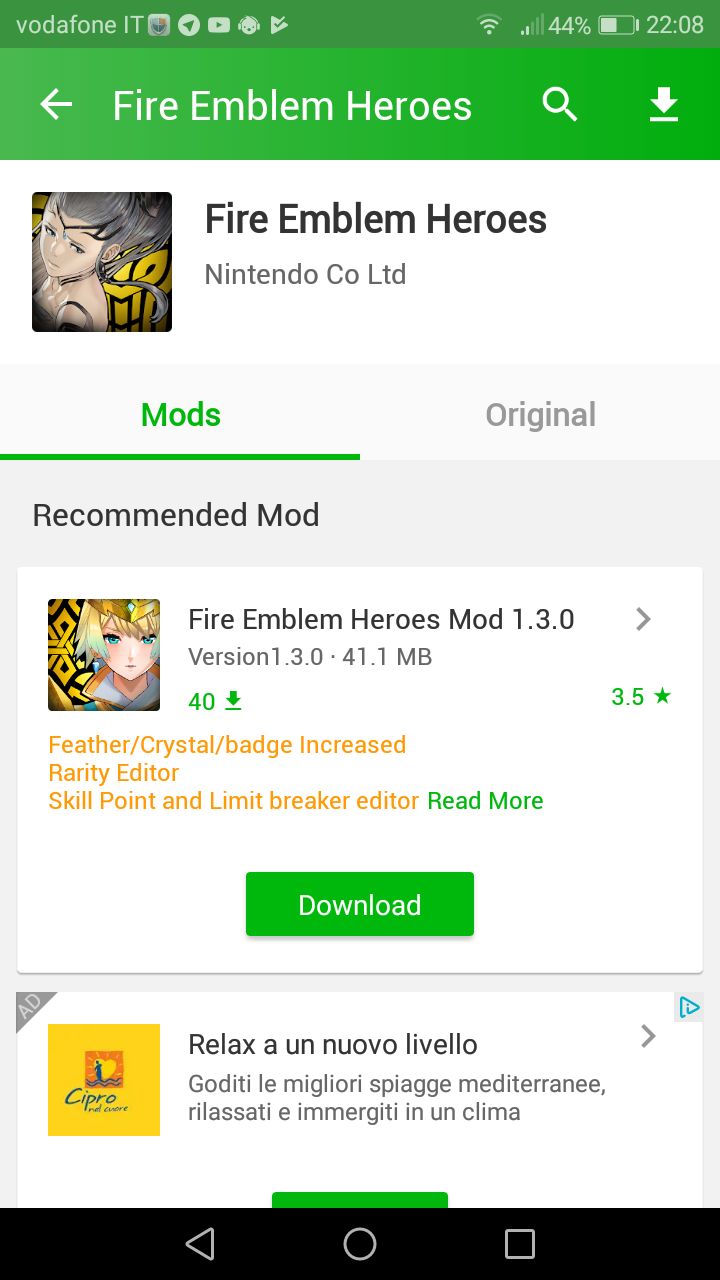 vodafone IT
44%
22:08
Fire Emblem Heroes
Fire Emblem Heroes
Nintendo Co Ltd
Mods
Original
Recommended Mod
Fire Emblem Heroes Mod 1.3.0
Version1.3.0 · 41.1 MB
40
3.5 ★
Feather/Crystal/badge Increased
Rarity Editor
Skill Point and Limit breaker editor Read More
Download
AD
Relax a un nuovo livello
Goditi le migliori spiagge mediterranee,
rilassati e immergiti in un clima
Cipro
nel cuore